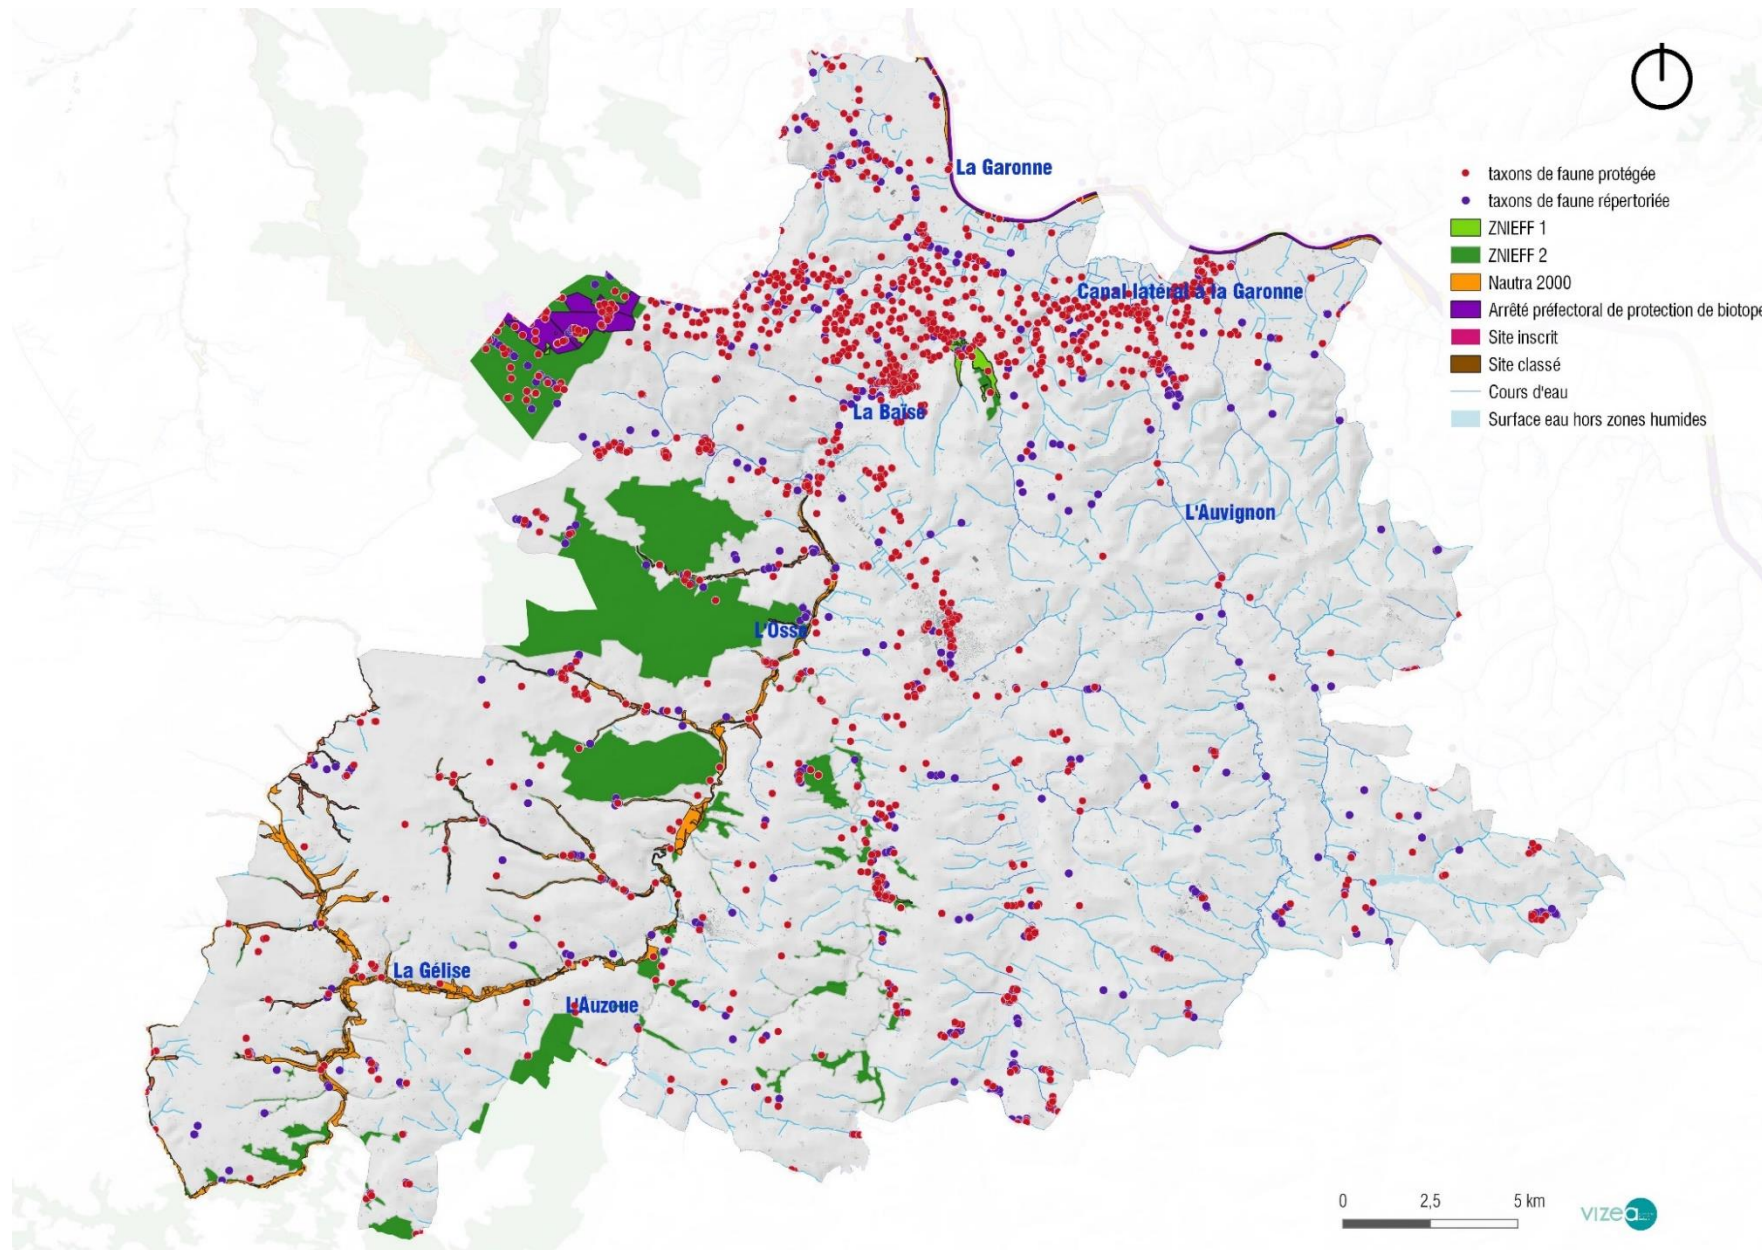 La Garonne
taxons de faune protégée
taxons de faune répertoriée
ZNIEFF 1
ZNIEFF 2
Nautra 2000
Arrêté préfectoral de protection de biotope
Site inscrit
Site classé
Cours d'eau
Surface eau hors zones humides
Canal latéral à la Garonne
La Baïse
L'Auvignon
L'Osse
La Gélise
L'Auzoue
0 2,5 5 km
vizea